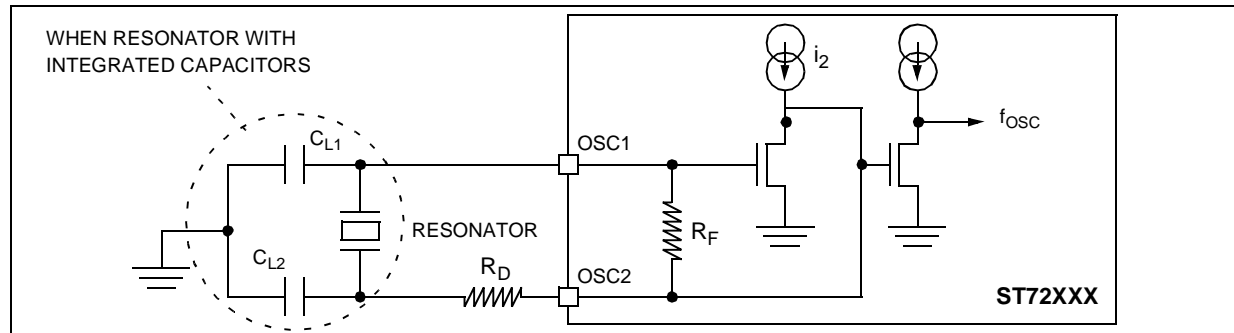 WHEN RESONATOR WITH
INTEGRATED CAPACITORS
i2
fOSC
CL1
OSC1
RESONATOR
RF
CL2
RD
OSC2
ST72XXX